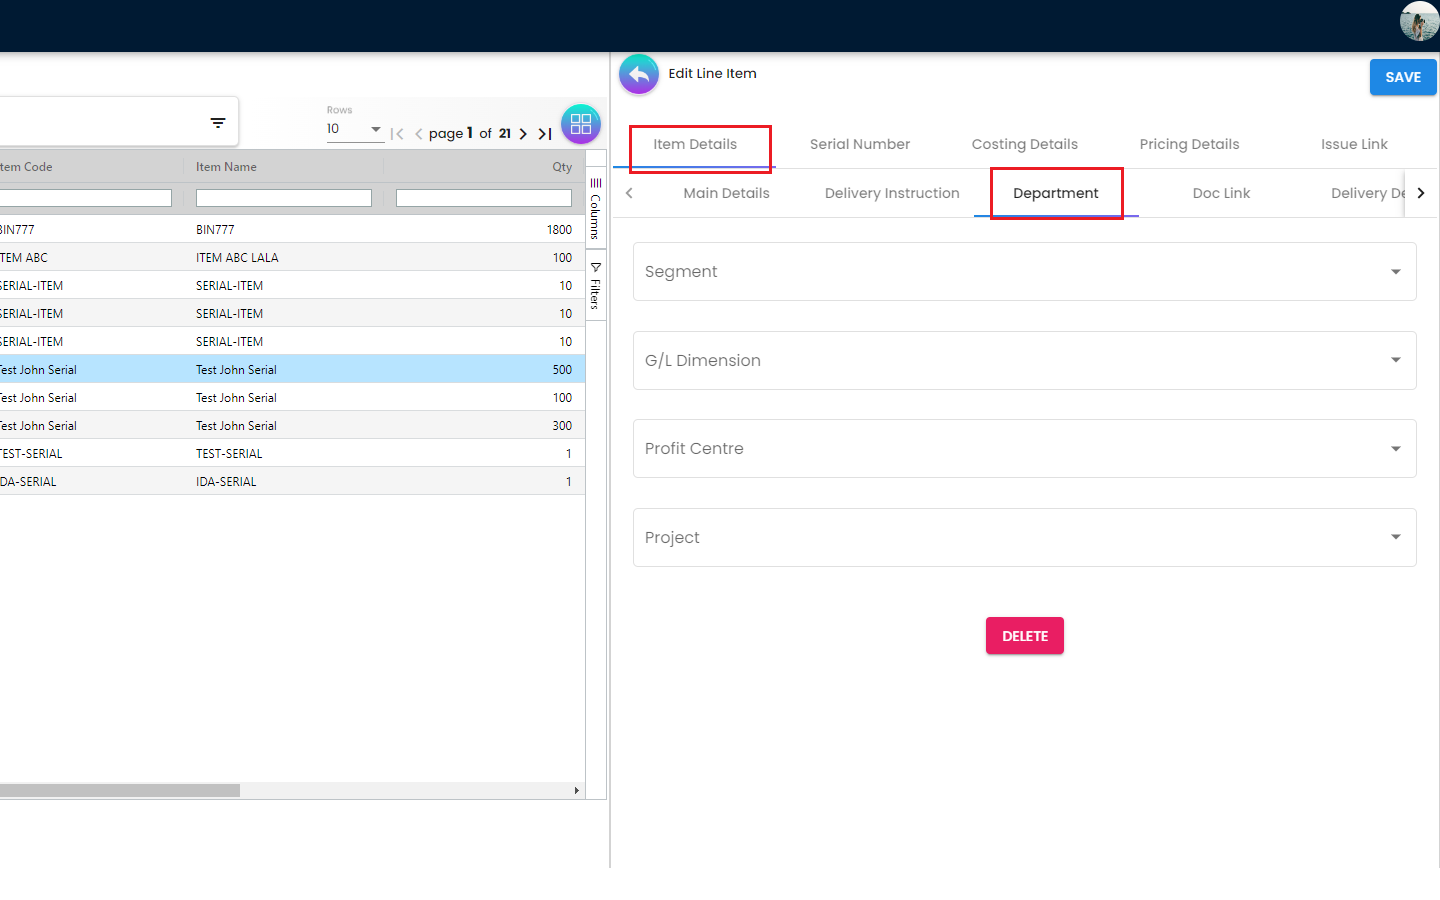 Edit Line Item
SAVE
Rows
10
page 1 of 21
Item Details Serial Number Costing Details Pricing Details Issue Link
Main Details Delivery Instruction Department Doc Link Delivery De
tem Code Item Name Qty
Columns
Filters
BIN777 BIN777 1800
TEM ABC ITEM ABC LALA 100
SERIAL-ITEM SERIAL-ITEM 10
SERIAL-ITEM SERIAL-ITEM 10
SERIAL-ITEM SERIAL-ITEM 10
Test John Serial Test John Serial 500
Test John Serial Test John Serial 100
Test John Serial Test John Serial 300
TEST-SERIAL TEST-SERIAL 1
DA-SERIAL IDA-SERIAL 1
Segment
G/L Dimension
Profit Centre
Project
DELETE